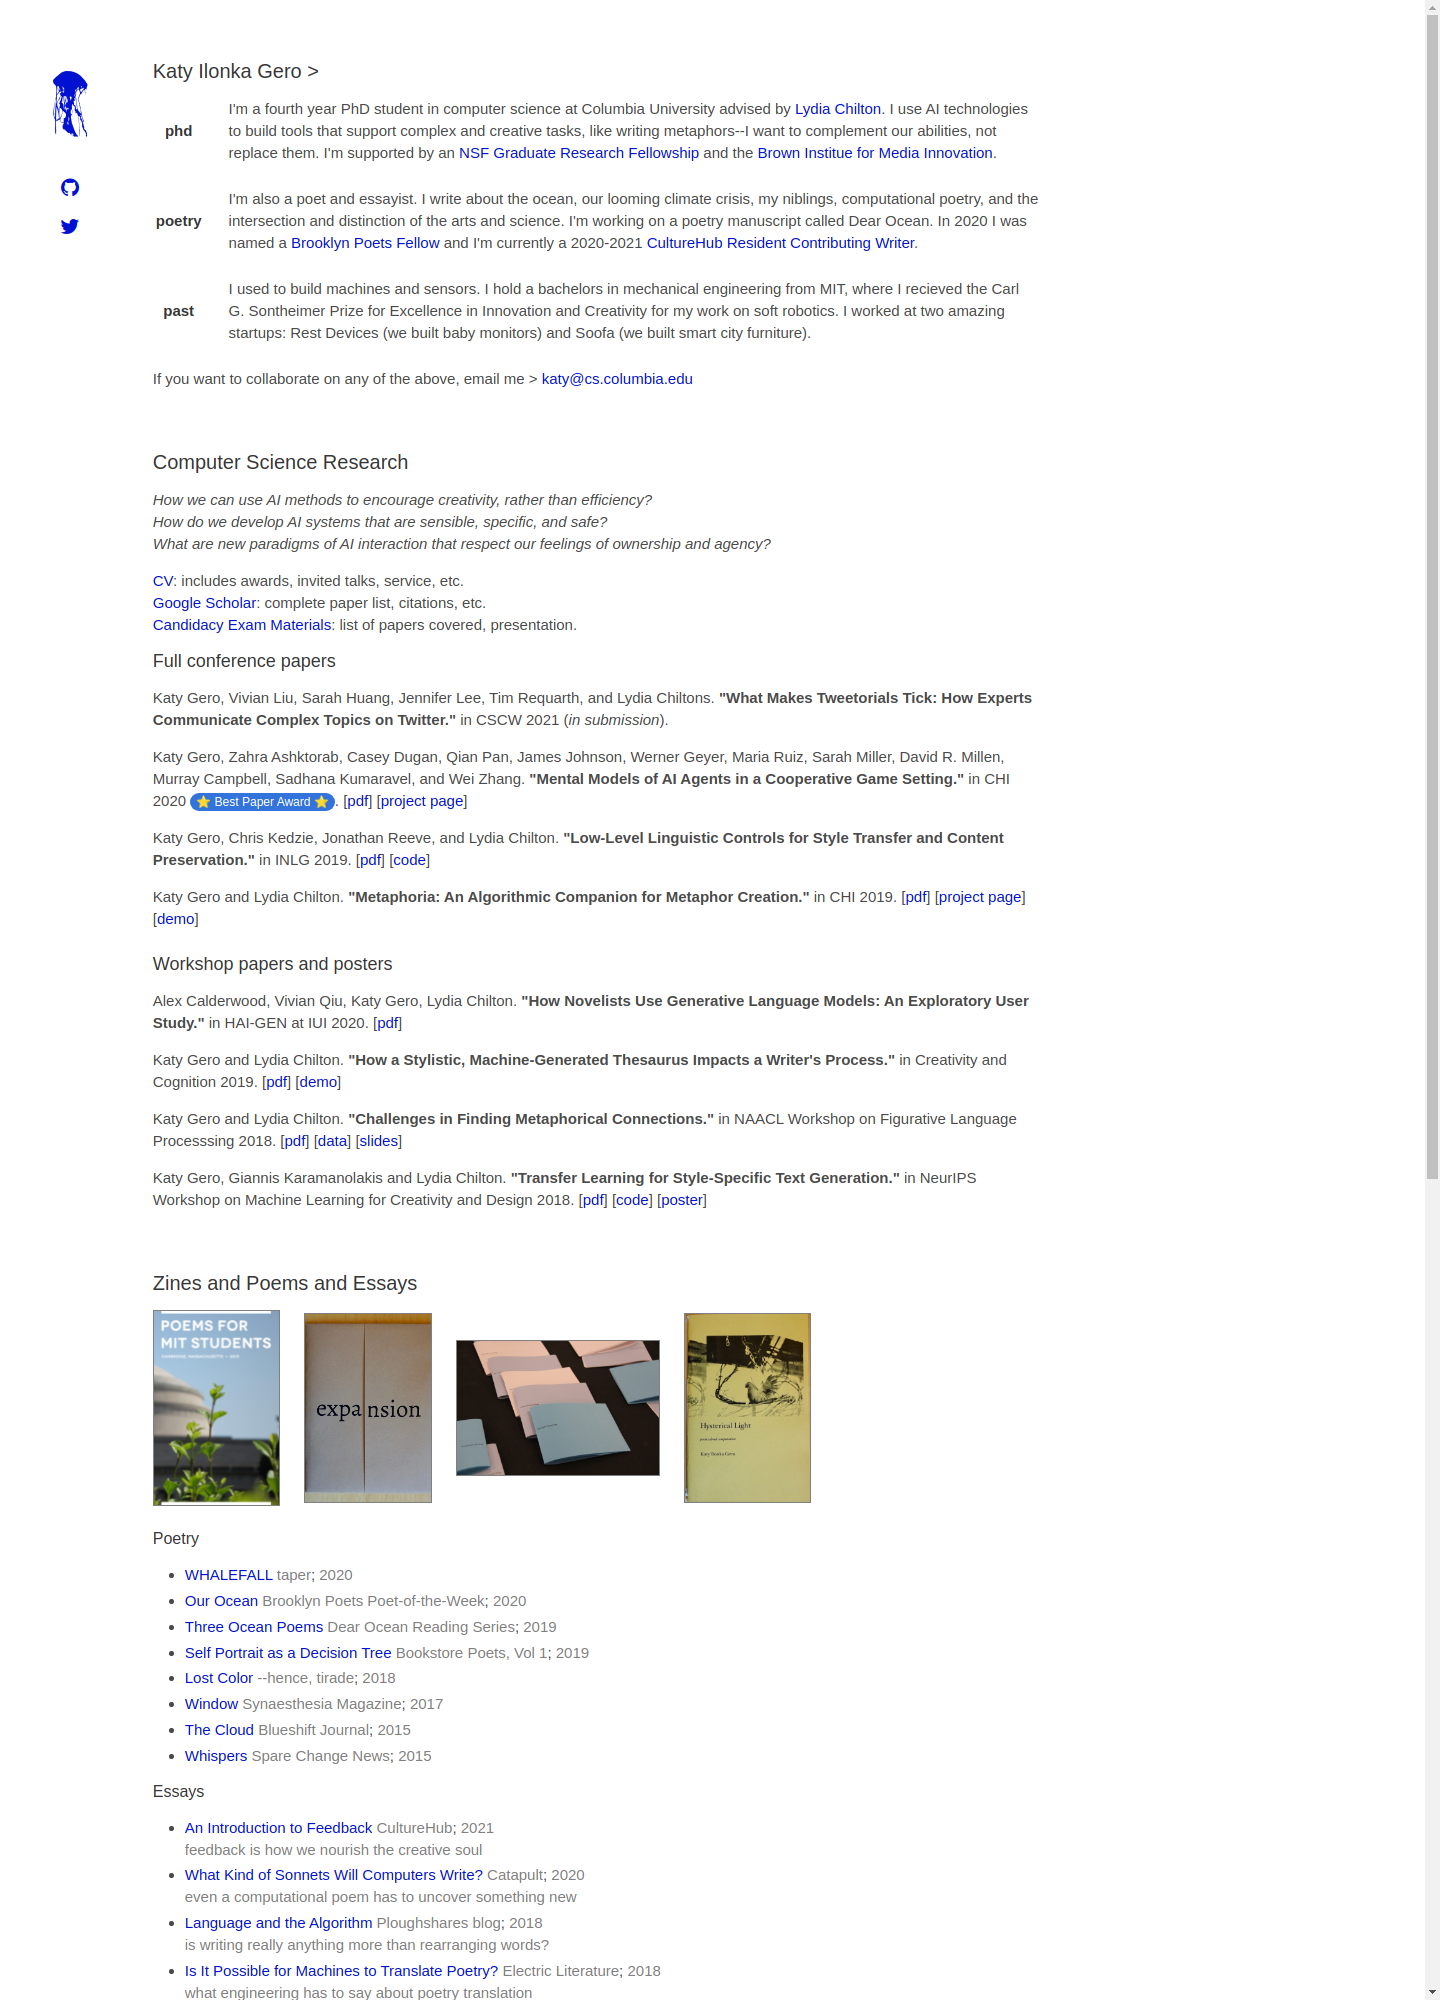 Katy Ilonka Gero >
phd
I'm a fourth year PhD student in computer science at Columbia University advised by Lydia Chilton. I use AI technologies
to build tools that support complex and creative tasks, like writing metaphors--I want to complement our abilities, not
replace them. I'm supported by an NSF Graduate Research Fellowship and the Brown Institue for Media Innovation.
poetry
I'm also a poet and essayist. I write about the ocean, our looming climate crisis, my niblings, computational poetry, and the
intersection and distinction of the arts and science. I'm working on a poetry manuscript called Dear Ocean. In 2020 I was
named a Brooklyn Poets Fellow and I'm currently a 2020-2021 CultureHub Resident Contributing Writer.
past
I used to build machines and sensors. I hold a bachelors in mechanical engineering from MIT, where I recieved the Carl
G. Sontheimer Prize for Excellence in Innovation and Creativity for my work on soft robotics. I worked at two amazing
startups: Rest Devices (we built baby monitors) and Soofa (we built smart city furniture).
If you want to collaborate on any of the above, email me > katy@cs.columbia.edu
Computer Science Research
How we can use AI methods to encourage creativity, rather than efficiency?
How do we develop AI systems that are sensible, specific, and safe?
What are new paradigms of AI interaction that respect our feelings of ownership and agency?
CV: includes awards, invited talks, service, etc.
Google Scholar: complete paper list, citations, etc.
Candidacy Exam Materials: list of papers covered, presentation.
Full conference papers
Katy Gero, Vivian Liu, Sarah Huang, Jennifer Lee, Tim Requarth, and Lydia Chiltons. "What Makes Tweetorials Tick: How Experts
Communicate Complex Topics on Twitter." in CSCW 2021 (in submission).
Katy Gero, Zahra Ashktorab, Casey Dugan, Qian Pan, James Johnson, Werner Geyer, Maria Ruiz, Sarah Miller, David R. Millen,
Murray Campbell, Sadhana Kumaravel, and Wei Zhang. "Mental Models of AI Agents in a Cooperative Game Setting." in CHI
2020 ⭐ Best Paper Award ⭐. [pdf] [project page]
Katy Gero, Chris Kedzie, Jonathan Reeve, and Lydia Chilton. "Low-Level Linguistic Controls for Style Transfer and Content
Preservation." in INLG 2019. [pdf] [code]
Katy Gero and Lydia Chilton. "Metaphoria: An Algorithmic Companion for Metaphor Creation." in CHI 2019. [pdf] [project page]
[demo]
Workshop papers and posters
Alex Calderwood, Vivian Qiu, Katy Gero, Lydia Chilton. "How Novelists Use Generative Language Models: An Exploratory User
Study." in HAI-GEN at IUI 2020. [pdf]
Katy Gero and Lydia Chilton. "How a Stylistic, Machine-Generated Thesaurus Impacts a Writer's Process." in Creativity and
Cognition 2019. [pdf] [demo]
Katy Gero and Lydia Chilton. "Challenges in Finding Metaphorical Connections." in NAACL Workshop on Figurative Language
Processsing 2018. [pdf] [data] [slides]
Katy Gero, Giannis Karamanolakis and Lydia Chilton. "Transfer Learning for Style-Specific Text Generation." in NeurIPS
Workshop on Machine Learning for Creativity and Design 2018. [pdf] [code] [poster]
Zines and Poems and Essays
POEMS FOR
MIT STUDENTS
expansion
Hysterical Light
Poetry
WHALEFALL taper; 2020
Our Ocean Brooklyn Poets Poet-of-the-Week; 2020
Three Ocean Poems Dear Ocean Reading Series; 2019
Self Portrait as a Decision Tree Bookstore Poets, Vol 1; 2019
Lost Color --hence, tirade; 2018
Window Synaesthesia Magazine; 2017
The Cloud Blueshift Journal; 2015
Whispers Spare Change News; 2015
Essays
An Introduction to Feedback CultureHub; 2021
feedback is how we nourish the creative soul
What Kind of Sonnets Will Computers Write? Catapult; 2020
even a computational poem has to uncover something new
Language and the Algorithm Ploughshares blog; 2018
is writing really anything more than rearranging words?
Is It Possible for Machines to Translate Poetry? Electric Literature; 2018
what engineering has to say about poetry translation